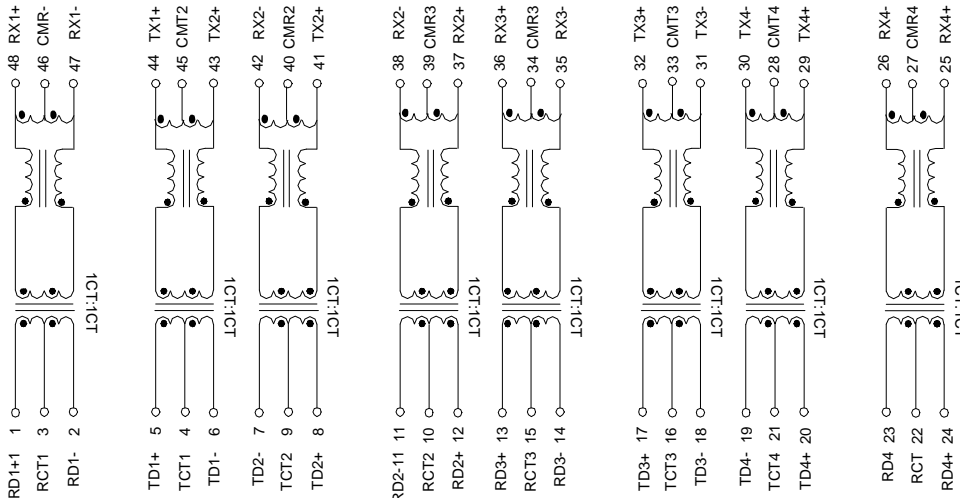 48 RX1+
46 CMR-
47 RX1-
44 TX1+
45 CMT2
43 TX2+
42 RX2-
40 CMR2
41 TX2+
38 RX2-
39 CMR2
37 RX2+
36 RX3+
34 CMR3
35 RX3-
32 TX3+
33 CMT3
31 TX3-
30 TX4-
28 CMT4
29 TX4+
26 RX4-
27 CMR4
25 RX4+
1CT:1CT
1CT:1CT
1CT:1CT
1CT:1CT
1CT:1CT
1CT:1CT
1CT:1CT
1CT:1CT
RD1+1 1
RCT1 3
RD1- 2
TD1+ 5
TCT1 4
TD1- 6
TD2- 7
TCT2 9
TD2+ 8
RD2-11 11
RCT2 10
RD2+ 12
RD3+ 13
RCT3 15
RD3- 14
TD3+ 17
TCT3 16
TD3- 18
TD4- 19
TCT4 21
TD4+ 20
RD4 23
RCT 22
RD4+ 24